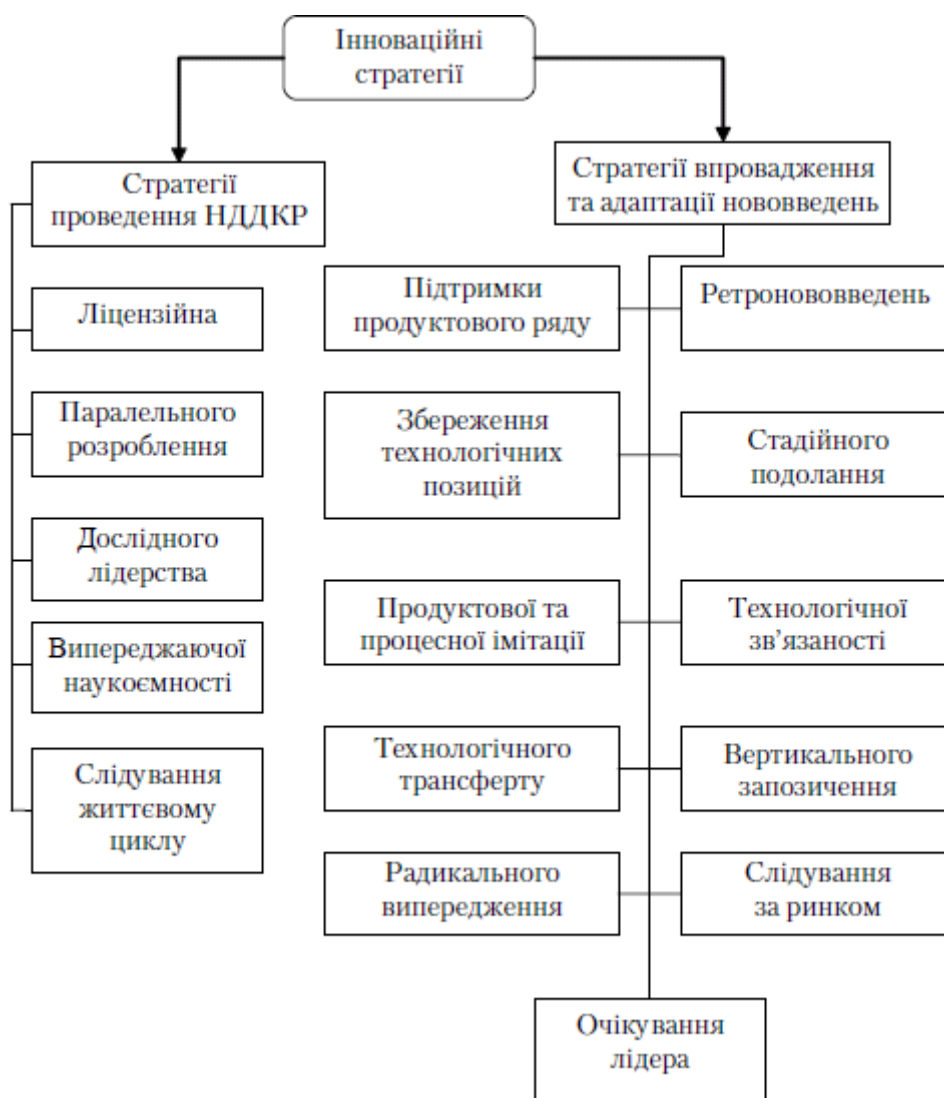 Інноваційні
стратегії
Стратегії
проведення НДДКР
Ліцензійна
Паралельного
розроблення
Дослідного
лідерства
Випереджаючої
наукоємності
Слідування
життєвому
циклу
Стратегії впровадження
та адаптації нововведень
Підтримки
продуктового ряду
Ретронововведень
Збереження
технологічних
позицій
Стадійного
подолання
Продуктової та
процесної імітації
Технологічної
зв’язаності
Технологічного
трансферту
Вертикального
запозичення
Радикального
випередження
Слідування
за ринком
Очікування
лідера